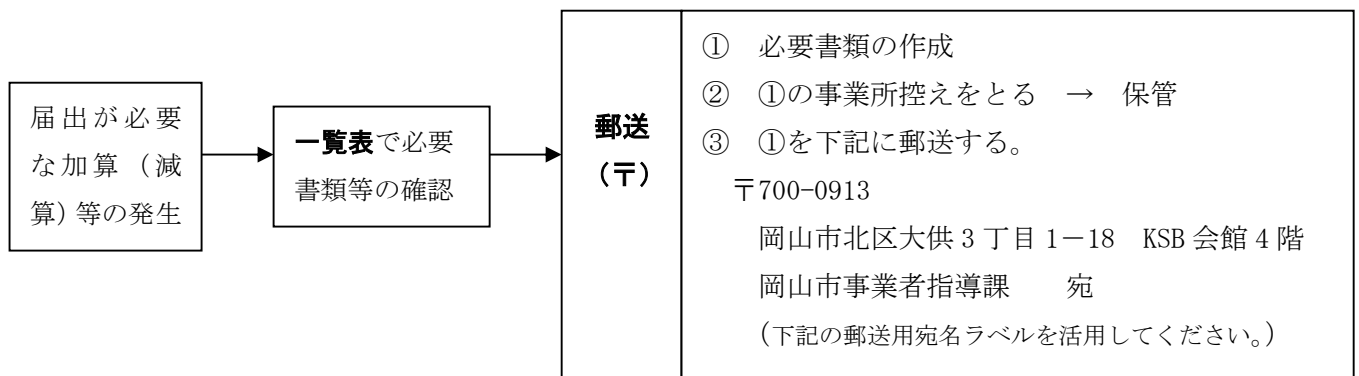 届出が必要
な加算（減
算）等の発生
一覧表で必要
書類等の確認
郵送
（〒）
① 必要書類の作成
② ①の事業所控えをとる → 保管
③ ①を下記に郵送する。
〒700-0913
岡山市北区大供３丁目１－18 KSB会館４階
岡山市事業者指導課 宛
（下記の郵送用宛名ラベルを活用してください。）